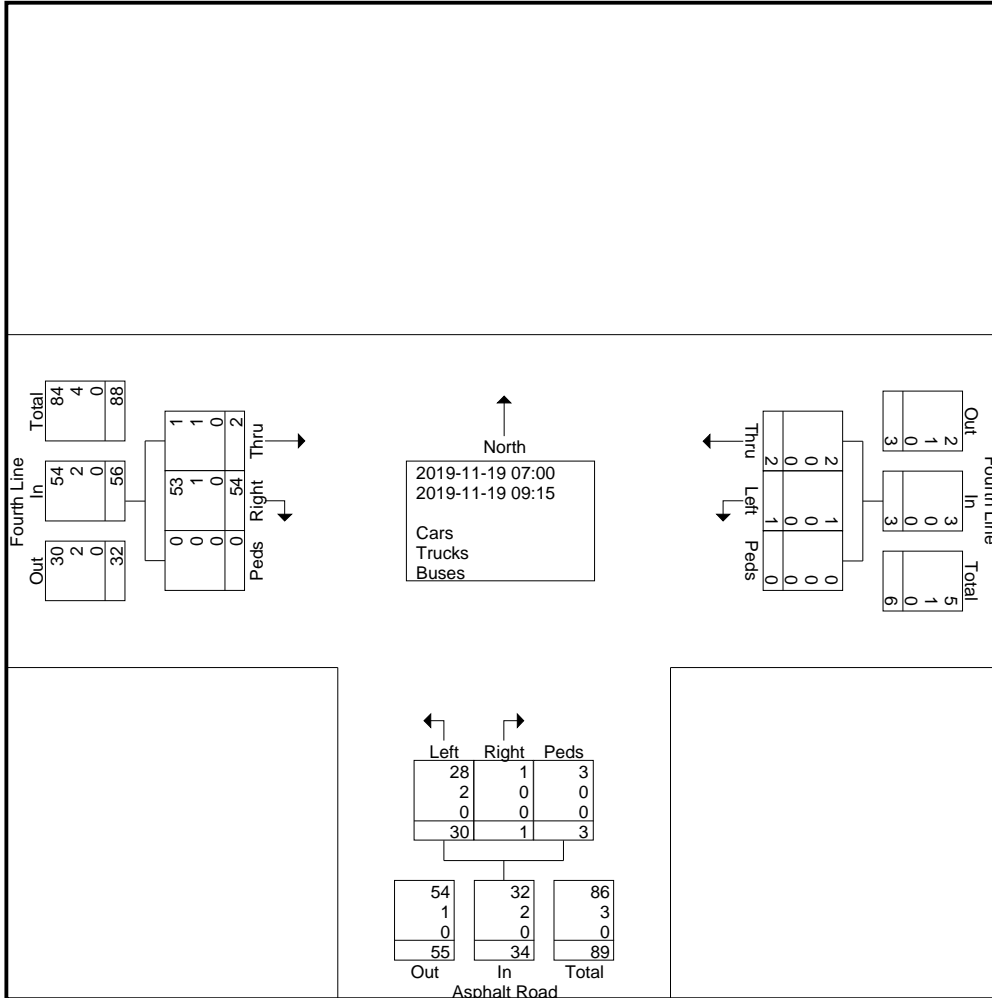 Fourth Line
Out In Total
30 54 84
2 2 4
0 0 0
32 56 88
0 53 1
0 1 1
0 0 0
0 54 2
Peds Right Thru
North
2019-11-19 07:00
2019-11-19 09:15
Cars
Trucks
Buses
Fourth Line
Out In Total
2 3 5
1 0 1
0 0 0
3 3 6
2 1 0
0 0 0
0 0 0
2 1 0
Thru Left Peds
Left Right Peds
28 1 3
2 0 0
0 0 0
30 1 3
54 32 86
1 2 3
0 0 0
55 34 89
Out In Total
Asphalt Road